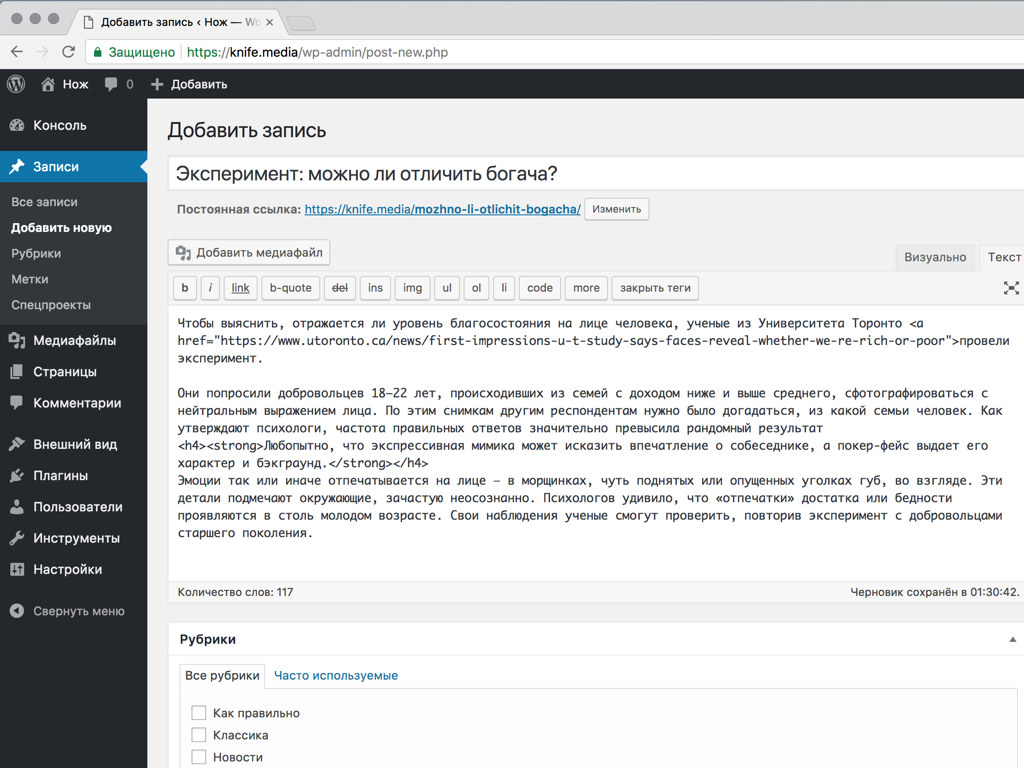 Добавить запись ‹ Нож — Wo
Защищено https://knife.media/wp-admin/post-new.php
Нож 0 Добавить
Консоль
Записи
Все записи
Добавить новую
Рубрики
Метки
Спецпроекты
Медиафайлы
Страницы
Комментарии
Внешний вид
Плагины
Пользователи
Инструменты
Настройки
Свернуть меню
Добавить запись
Эксперимент: можно ли отличить богача?
Постоянная ссылка: https://knife.media/mozhno-li-otlichit-bogacha/ Изменить
Добавить медиафайл
Визуально Текст
b i link b-quote del ins img ul ol li code more закрыть теги
Чтобы выяснить, отражается ли уровень благосостояния на лице человека, ученые из Университета Торонто <a
href="https://www.utoronto.ca/news/first-impressions-u-t-study-says-faces-reveal-whether-we-re-rich-or-poor">провели
эксперимент.
Они попросили добровольцев 18–22 лет, происходивших из семей с доходом ниже и выше среднего, сфотографироваться с
нейтральным выражением лица. По этим снимкам другим респондентам нужно было догадаться, из какой семьи человек. Как
утверждают психологи, частота правильных ответов значительно превысила рандомный результат
<h4><strong>Любопытно, что экспрессивная мимика может исказить впечатление о собеседнике, а покер-фейс выдает его
характер и бэкграунд.</strong></h4>
Эмоции так или иначе отпечатывается на лице — в морщинках, чуть поднятых или опущенных уголках губ, во взгляде. Эти
детали подмечают окружающие, зачастую неосознанно. Психологов удивило, что «отпечатки» достатка или бедности
проявляются в столь молодом возрасте. Свои наблюдения ученые смогут проверить, повторив эксперимент с добровольцами
старшего поколения.
Количество слов: 117 Черновик сохранён в 01:30:42.
Рубрики
Все рубрики Часто используемые
Как правильно
Классика
Новости